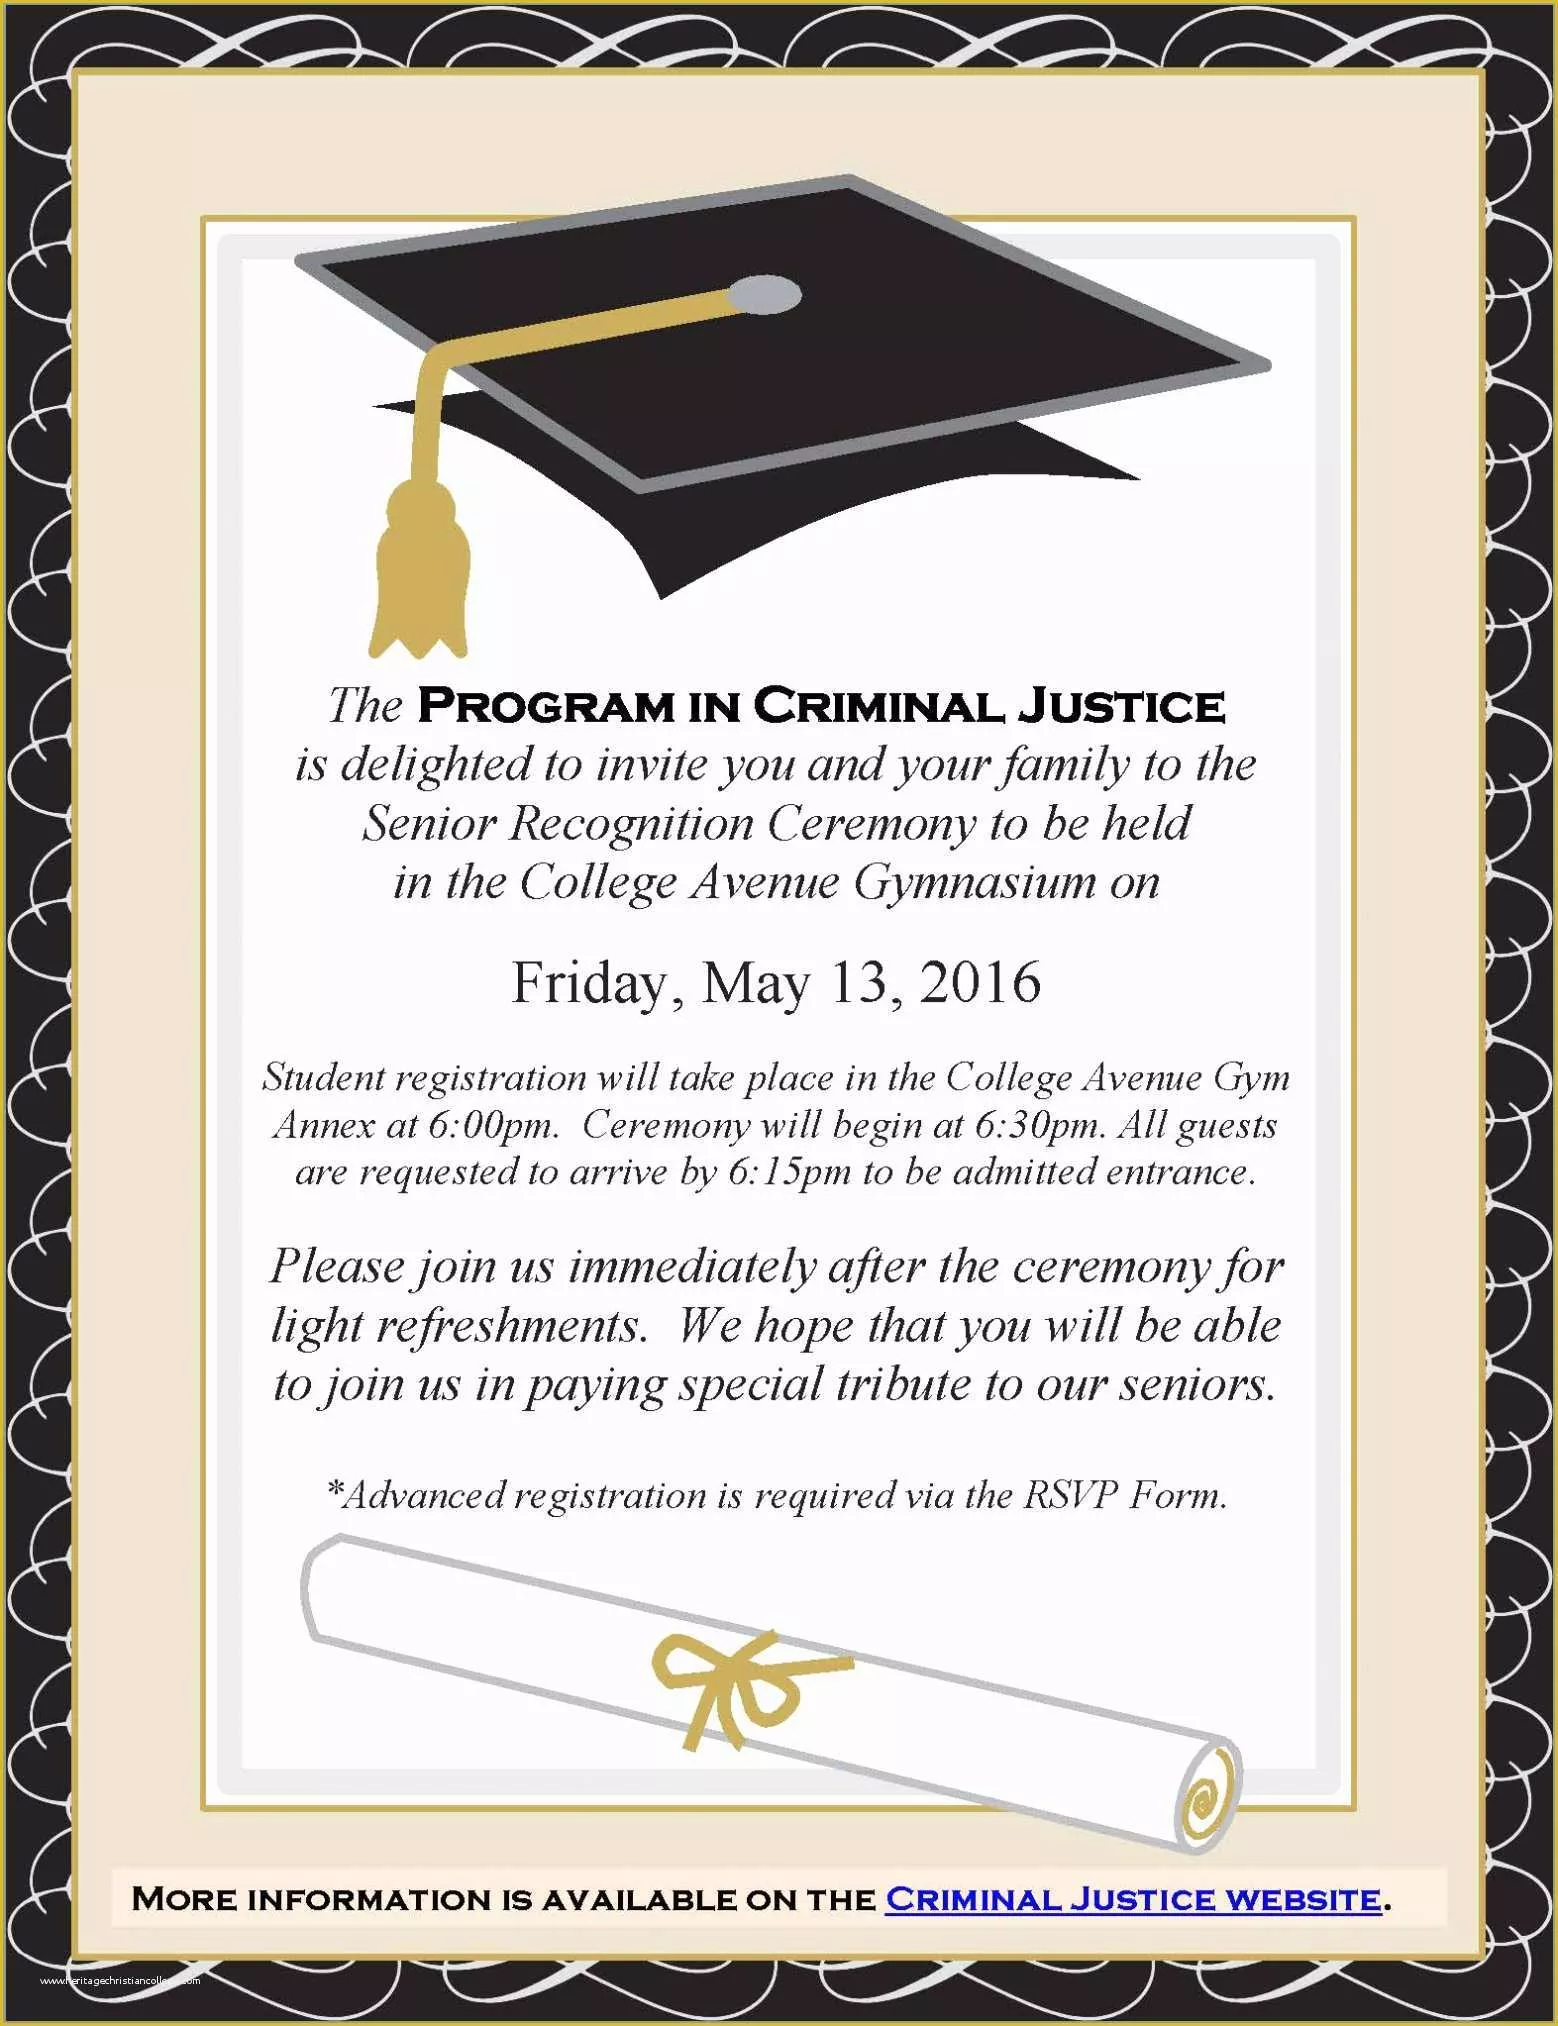 The PROGRAM IN CRIMINAL JUSTICE
is delighted to invite you and your family to the
Senior Recognition Ceremony to be held
in the College Avenue Gymnasium on
Friday, May 13, 2016
Student registration will take place in the College Avenue Gym
Annex at 6:00pm.  Ceremony will begin at 6:30pm. All guests
are requested to arrive by 6:15pm to be admitted entrance.
Please join us immediately after the ceremony for
light refreshments.  We hope that you will be able
to join us in paying special tribute to our seniors.
*Advanced registration is required via the RSVP Form.
MORE INFORMATION IS AVAILABLE ON THE CRIMINAL JUSTICE WEBSITE.
www.heritagechristiancollege.com